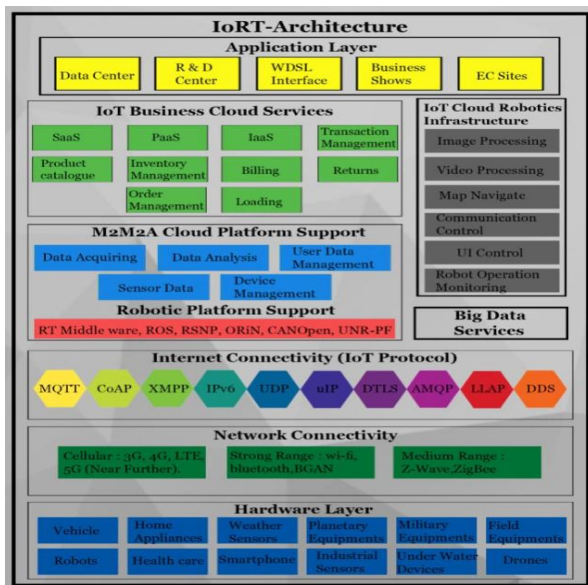 IoRT-Architecture
Application Layer
Data Center
R & D
Center
WDSL
Interface
Business
Shows
EC Sites
IoT Business Cloud Services
SaaS
PaaS
IaaS
Transaction
Management
Product
catalogue
Inventory
Management
Billing
Returns
Order
Management
Loading
IoT Cloud Robotics
Infrastructure
Image Processing
Video Processing
Map Navigate
Communication
Control
UI Control
Robot Operation
Monitoring
M2M2A Cloud Platform Support
Data Acquiring
Data Analysis
User Data
Management
Sensor Data
Device
Management
Robotic Platform Support
RT Middle ware, ROS, RSNP, ORiN, CANOpen, UNR-PF
Big Data
Services
Internet Connectivity (IoT Protocol)
MQTT
CoAP
XMPP
IPv6
UDP
uIP
DTLS
AMQP
LLAP
DDS
Network Connectivity
Cellular : 3G, 4G, LTE,
5G (Near Further).
Strong Range : wi-fi,
bluetooth,BGAN
Medium Range :
Z-Wave,ZigBee
Hardware Layer
Vehicle
Home
Appliances
Weather
Sensors
Planetary
Equipments
Military
Equipments
Field
Equipments
Robots
Health care
Smartphone
Industrial
Sensors
Under Water
Devices
Drones